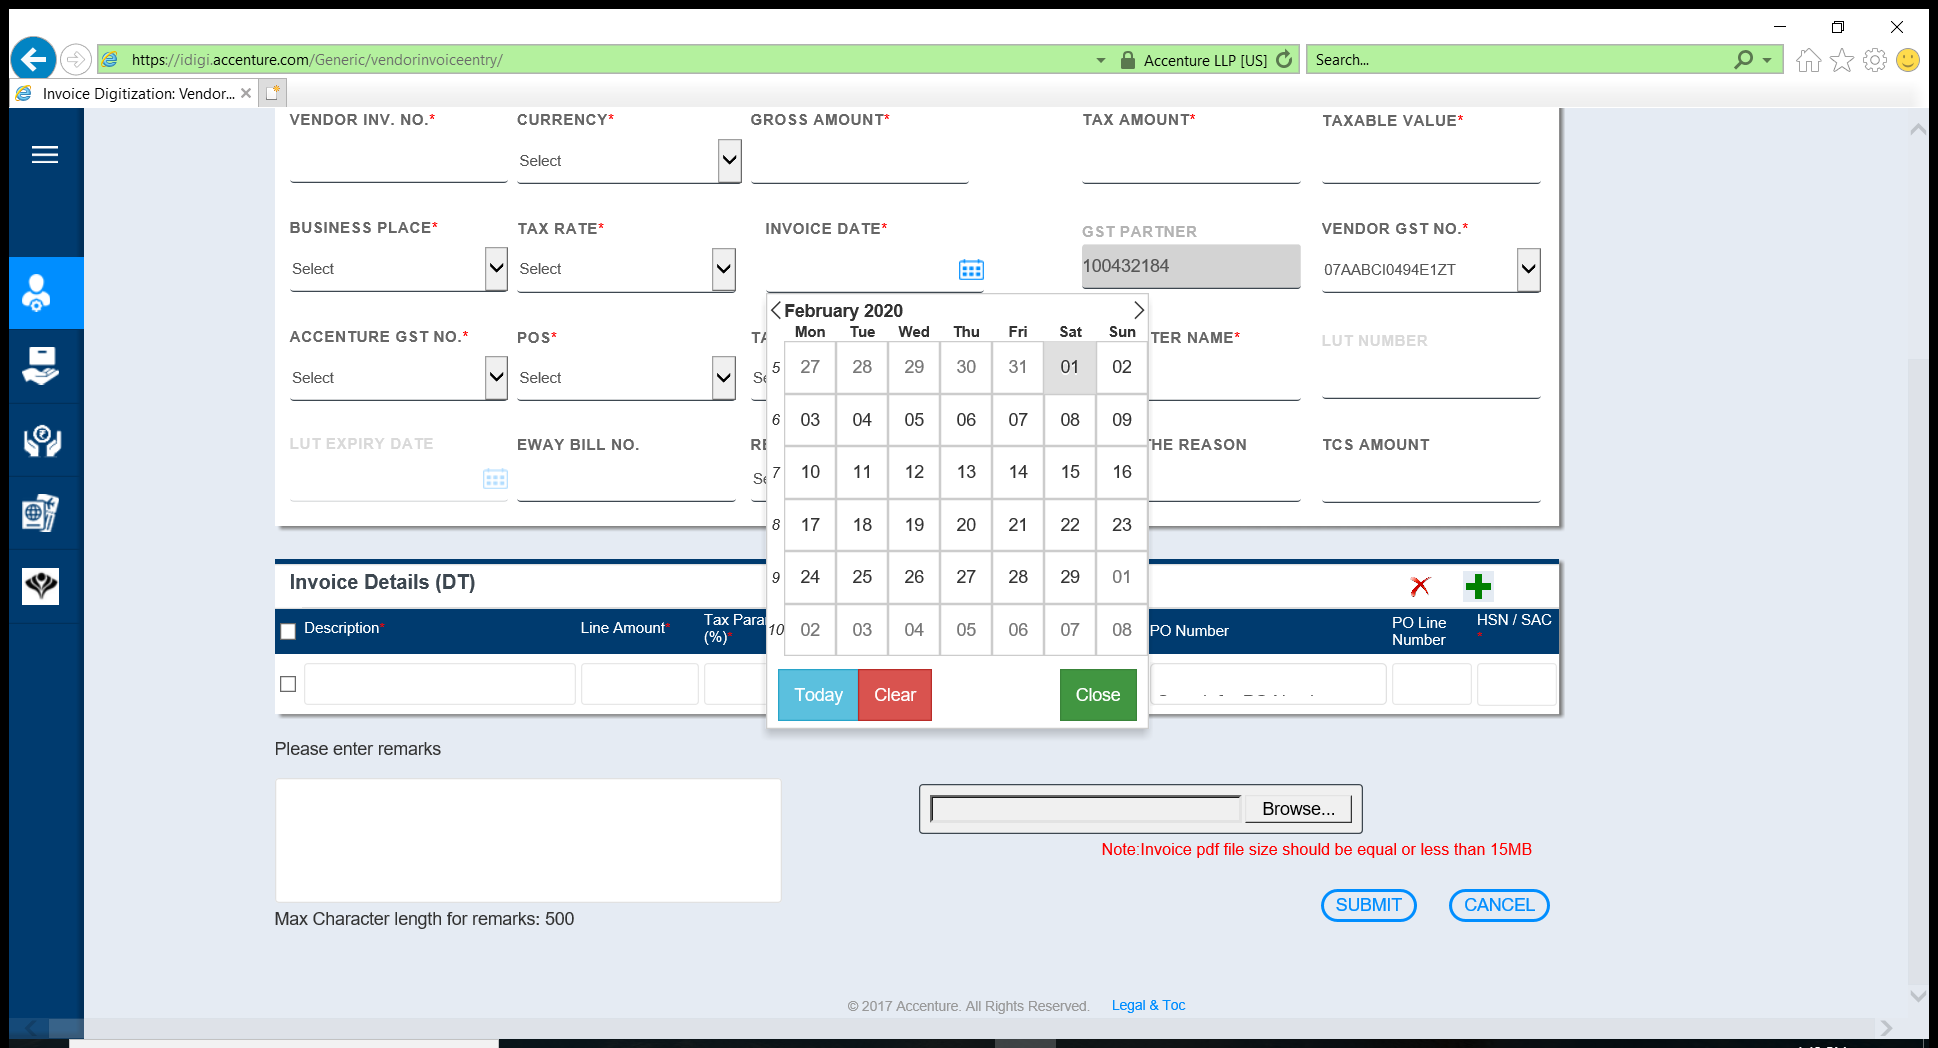 https://idigi.accenture.com/Generic/vendorinvoiceentry/
Accenture LLP [US]
Search...
Invoice Digitization: Vendor...
VENDOR INV. NO.* CURRENCY* GROSS AMOUNT* TAX AMOUNT* TAXABLE VALUE*
Select
BUSINESS PLACE* TAX RATE* INVOICE DATE* GST PARTNER VENDOR GST NO.*
Select Select 100432184 07AABCI0494E1ZT
ACCENTURE GST NO.* POS* TA TER NAME* LUT NUMBER
Select Select Se
LUT EXPIRY DATE EWAY BILL NO. RE HE REASON TCS AMOUNT
Se
February 2020
Mon Tue Wed Thu Fri Sat Sun
5 27 28 29 30 31 01 02
6 03 04 05 06 07 08 09
7 10 11 12 13 14 15 16
8 17 18 19 20 21 22 23
9 24 25 26 27 28 29 01
10 02 03 04 05 06 07 08
Today Clear Close
Invoice Details (DT)
Description* Line Amount* Tax Para (%)* PO Number PO Line Number HSN / SAC *
Please enter remarks
Browse...
Note:Invoice pdf file size should be equal or less than 15MB
SUBMIT CANCEL
Max Character length for remarks: 500
© 2017 Accenture. All Rights Reserved. Legal & Toc